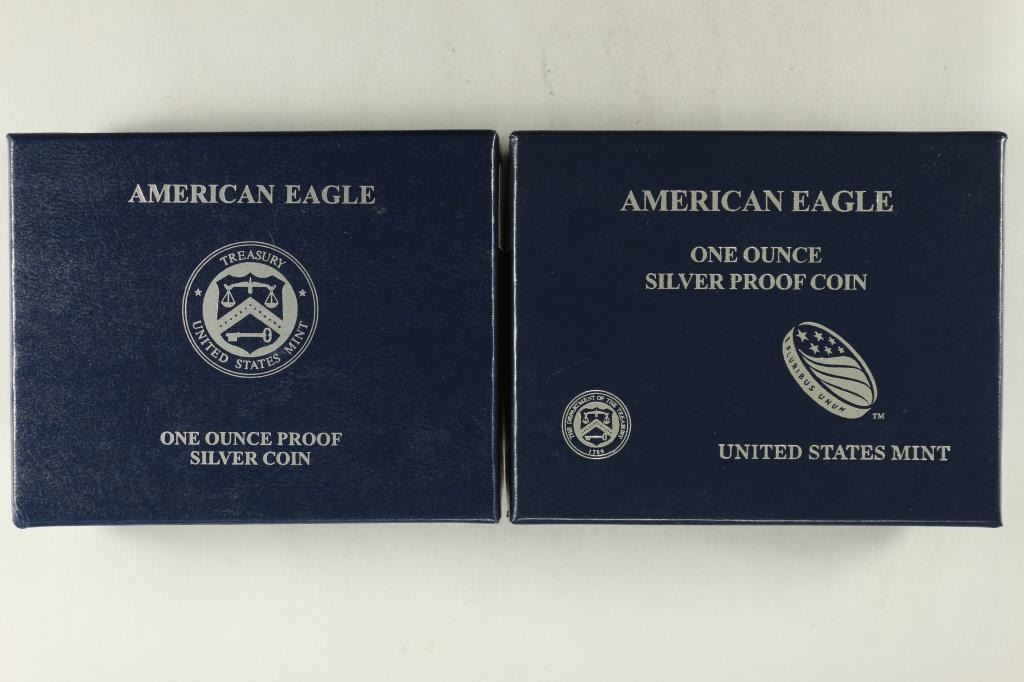 AMERICAN EAGLE
TREASURY
UNITED STATES MINT
ONE OUNCE PROOF
SILVER COIN
AMERICAN EAGLE
ONE OUNCE
SILVER PROOF COIN
PLURIBUS UNUM
TM
THE DEPARTMENT OF THE TREASURY
1789
UNITED STATES MINT